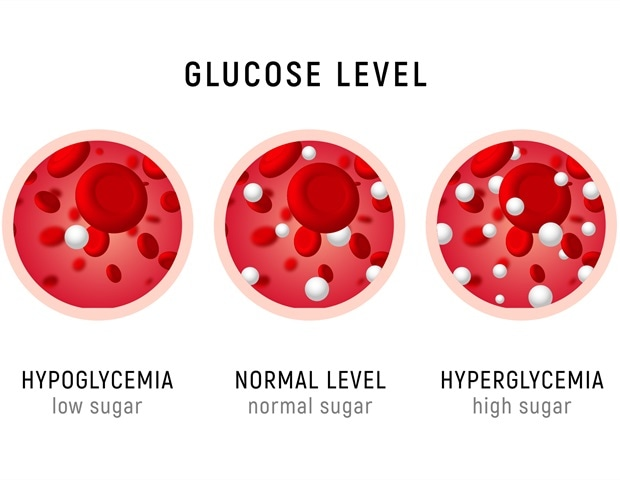 GLUCOSE LEVEL
HYPOGLYCEMIA
low sugar
NORMAL LEVEL
normal sugar
HYPERGLYCEMIA
high sugar